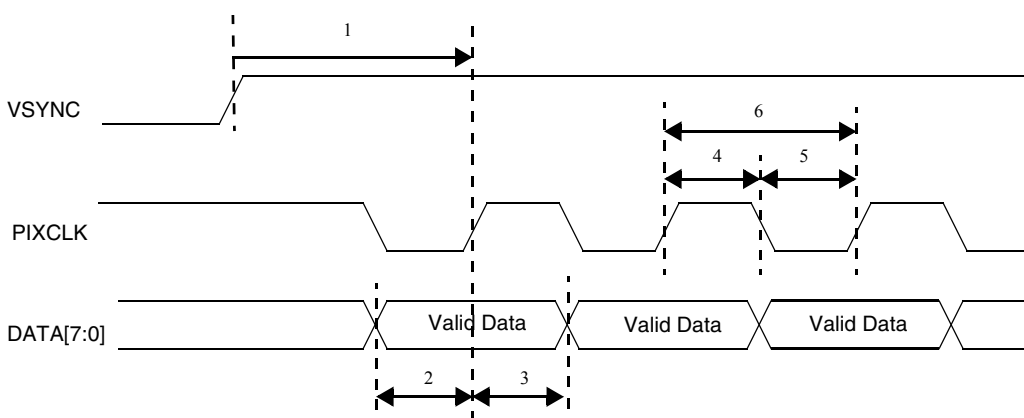 1
VSYNC
6
4 5
PIXCLK
DATA[7:0]
Valid Data Valid Data Valid Data
2 3